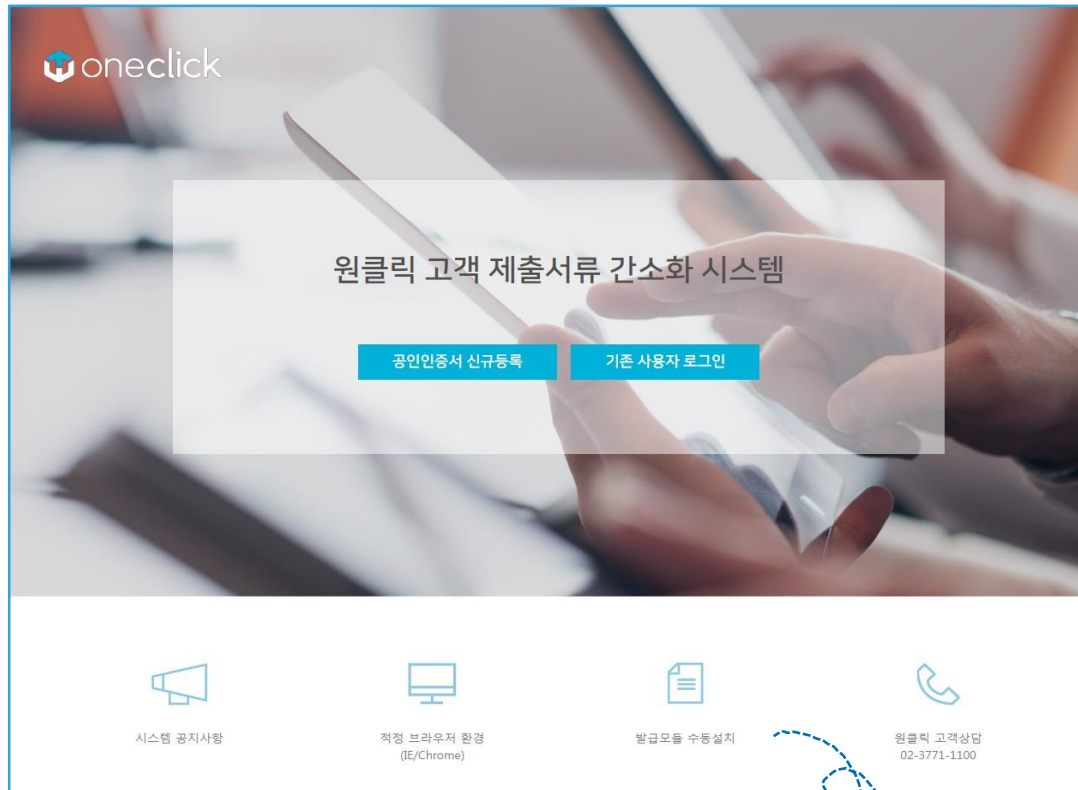 oneclick
원클릭 고객 제출서류 간소화 시스템
공인인증서 신규등록
기존 사용자 로그인
시스템 공지사항
적정 브라우저 환경
(IE/Chrome)
발급모듈 수동설치
원클릭 고객상담
02-3771-1100